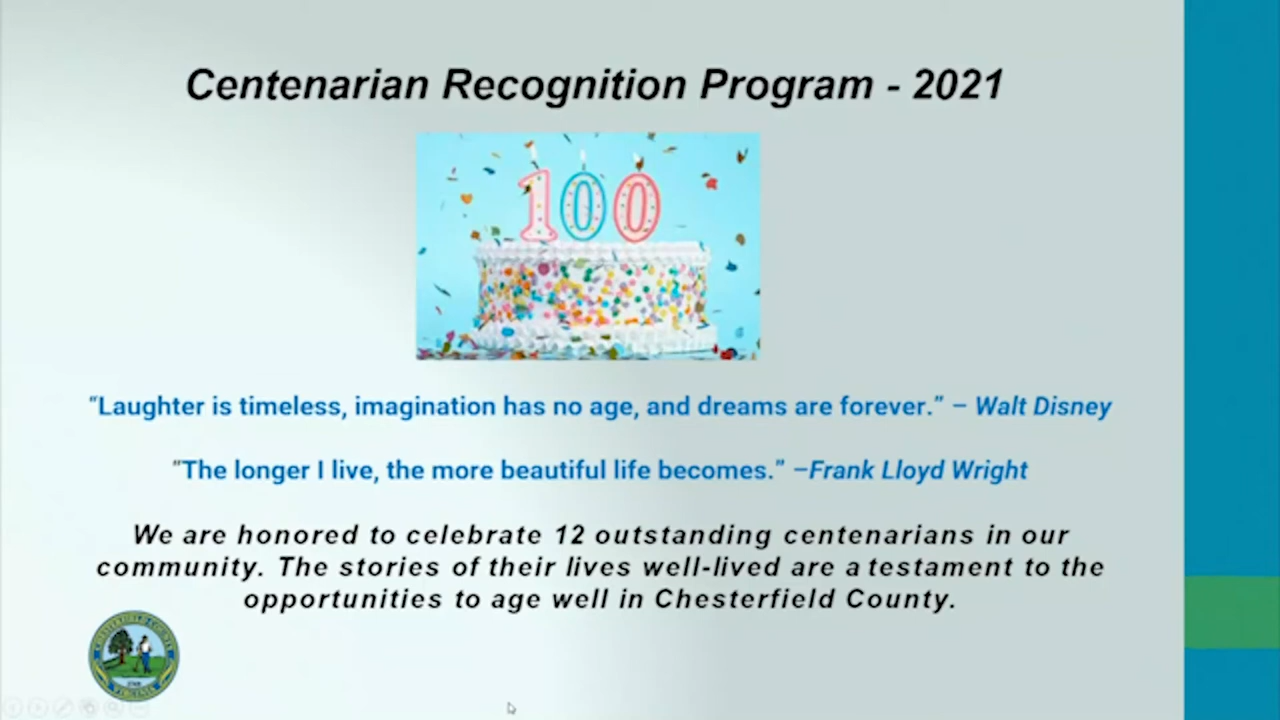 Centenarian Recognition Program - 2021
100
"Laughter is timeless, imagination has no age, and dreams are forever." – Walt Disney
"The longer I live, the more beautiful life becomes." –Frank Lloyd Wright
We are honored to celebrate 12 outstanding centenarians in our
community. The stories of their lives well-lived are a testament to the
opportunities to age well in Chesterfield County.
CHESTERFIELD COUNTY
VIRGINIA